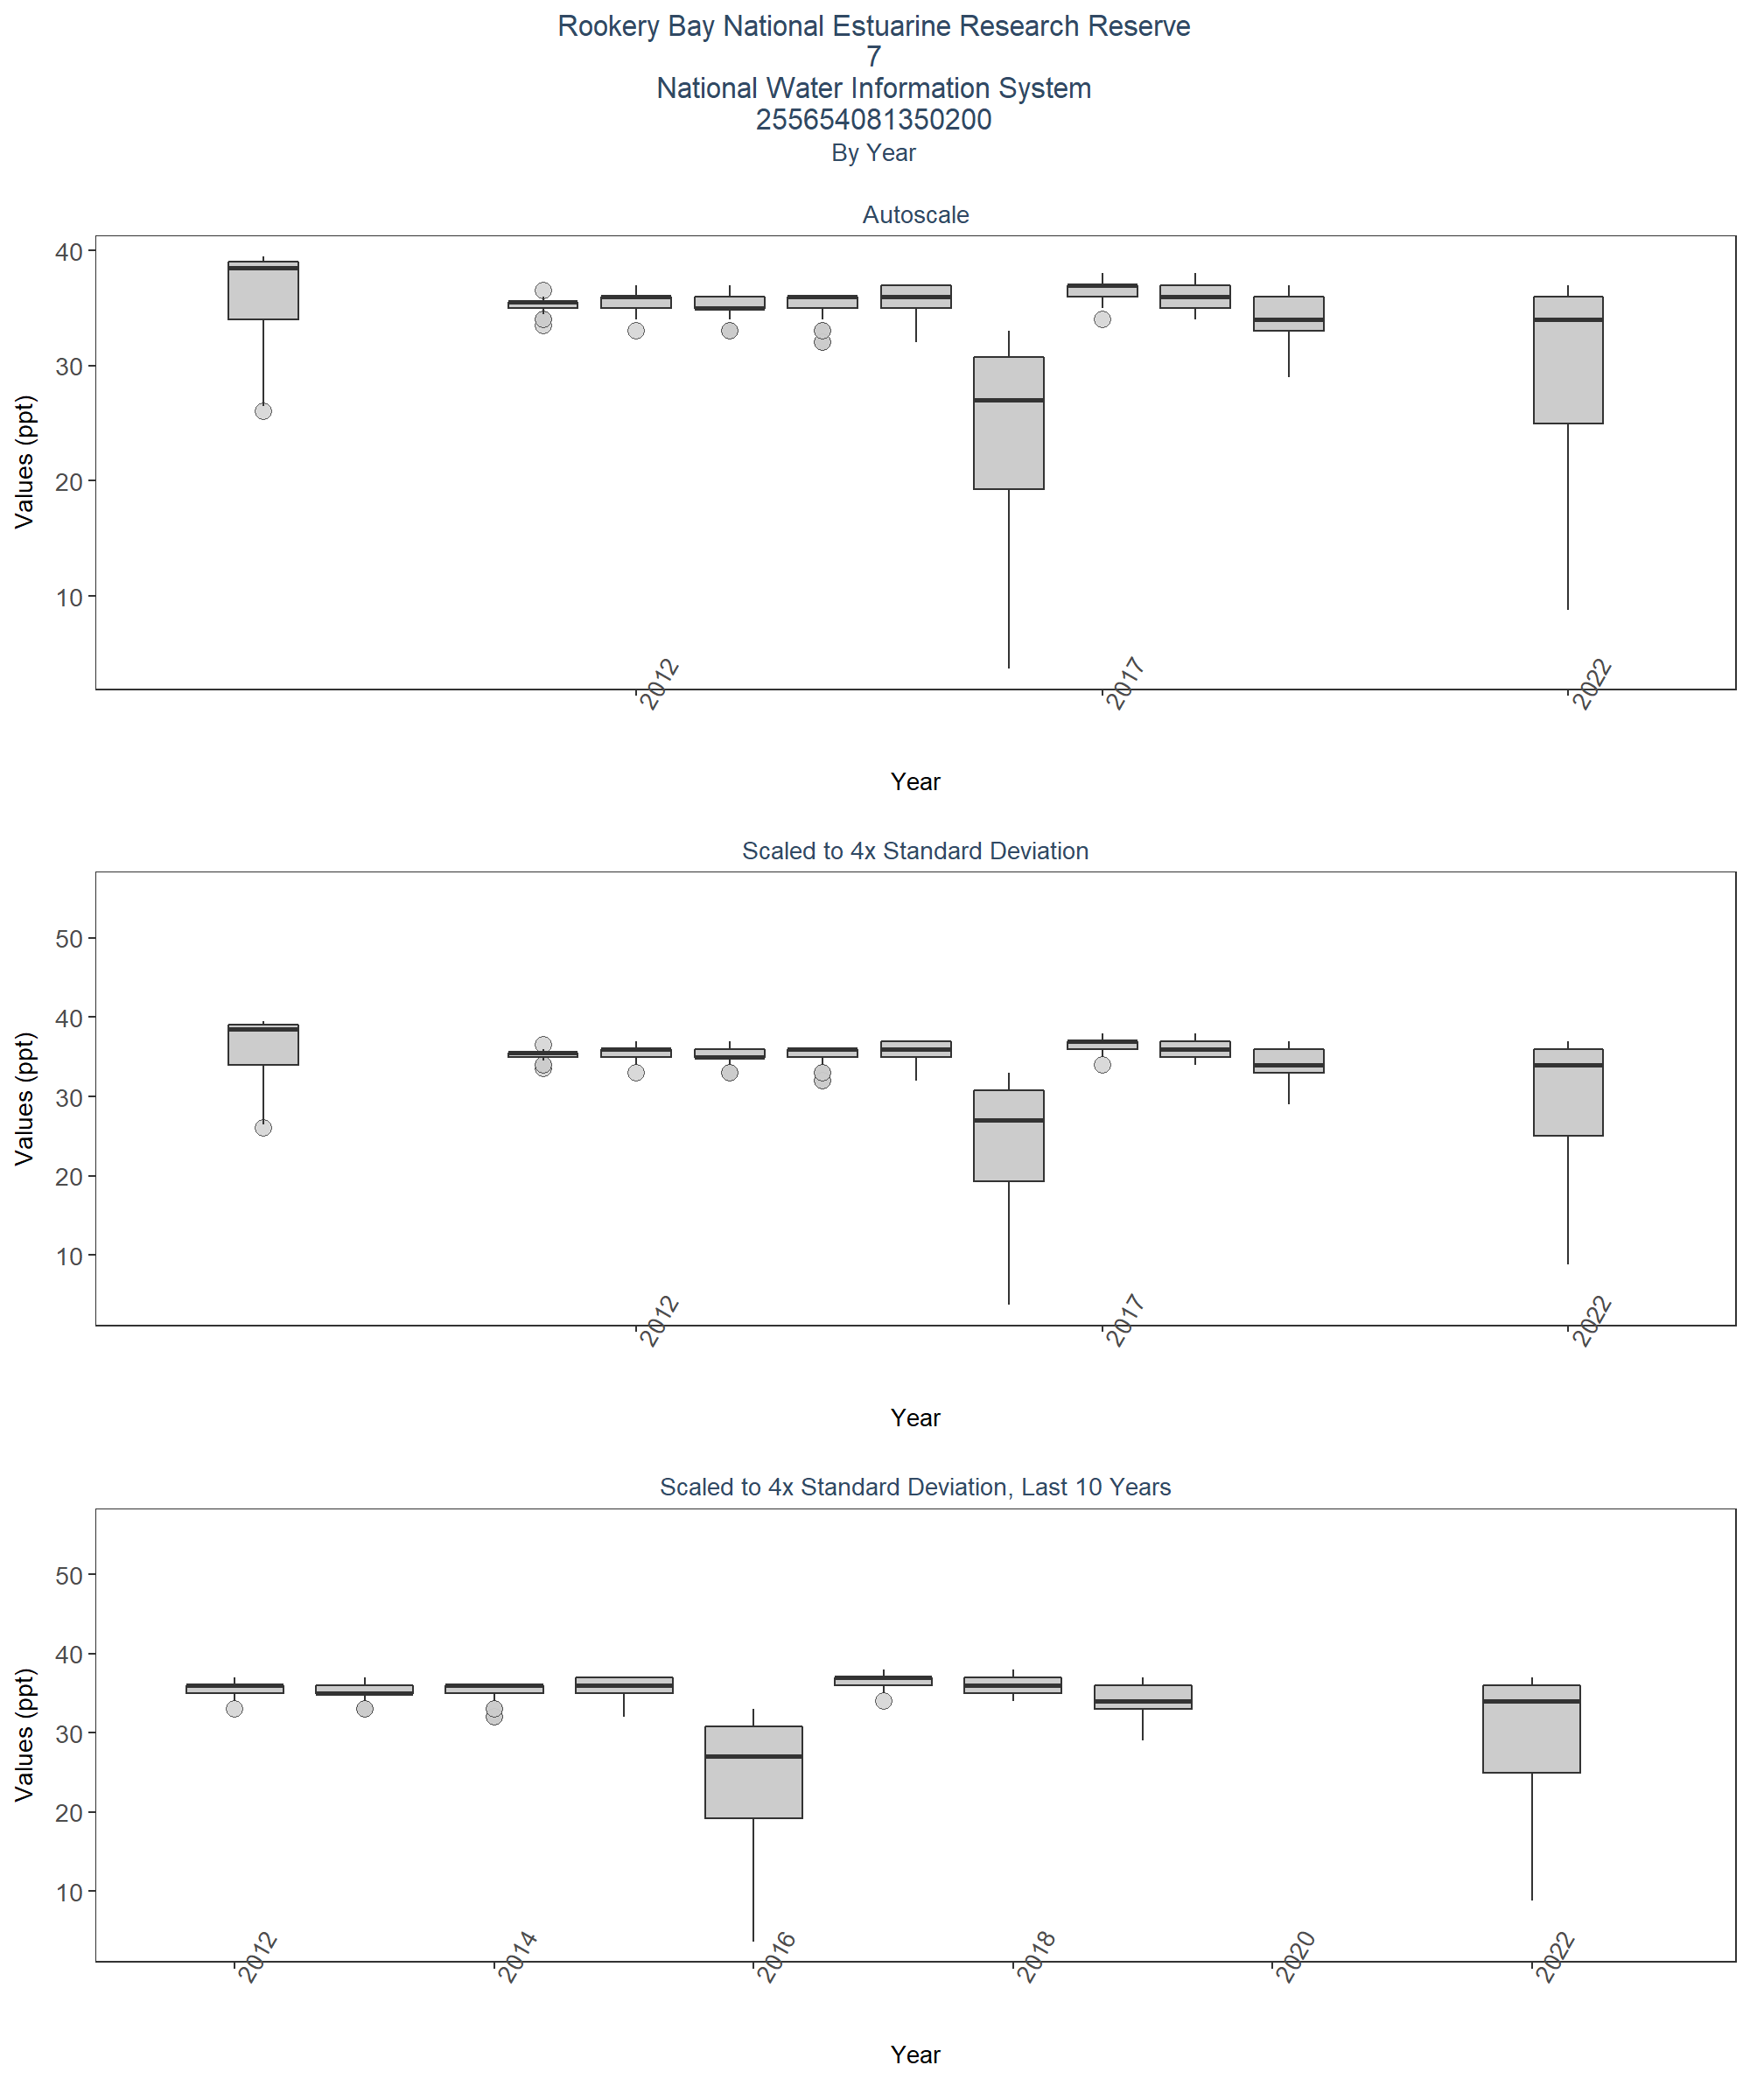 Rookery Bay National Estuarine Research Reserve
7
National Water Information System
255654081350200
By Year
Autoscale
40
30
20
10
Values (ppt)
2012 2017 2022
Year
Scaled to 4x Standard Deviation
50
40
30
20
10
Values (ppt)
2012 2017 2022
Year
Scaled to 4x Standard Deviation, Last 10 Years
50
40
30
20
10
Values (ppt)
2012 2014 2016 2018 2020 2022
Year